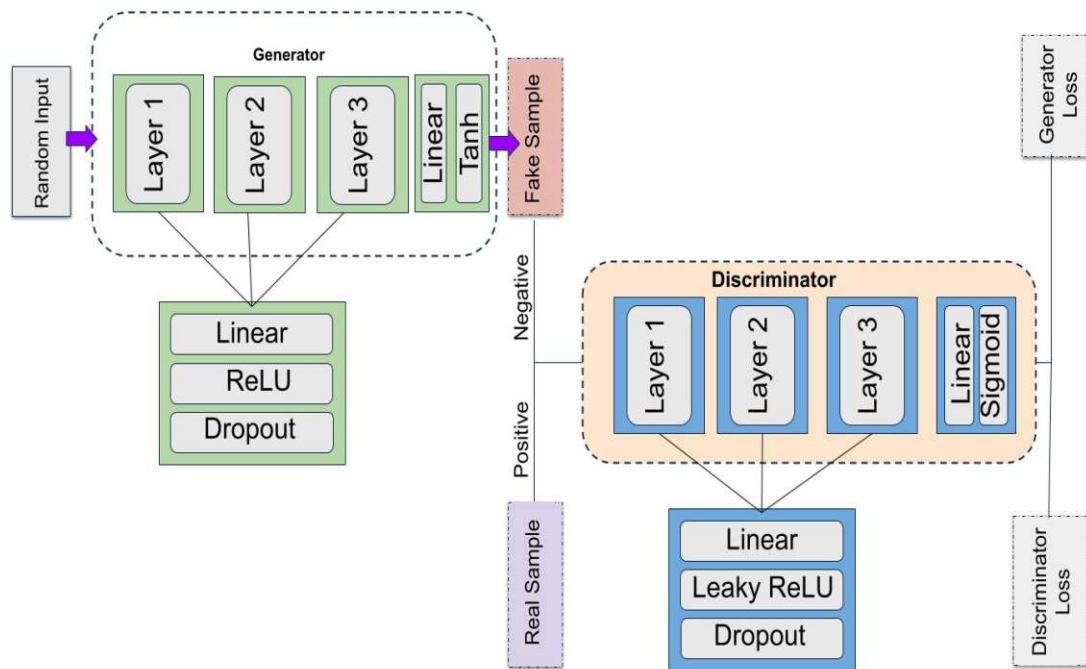 Generator
Random Input
Layer 1
Layer 2
Layer 3
Linear
Tanh
Fake Sample
Linear
ReLU
Dropout
Negative
Positive
Real Sample
Discriminator
Layer 1
Layer 2
Layer 3
Linear
Sigmoid
Linear
Leaky ReLU
Dropout
Generator
Loss
Discriminator
Loss